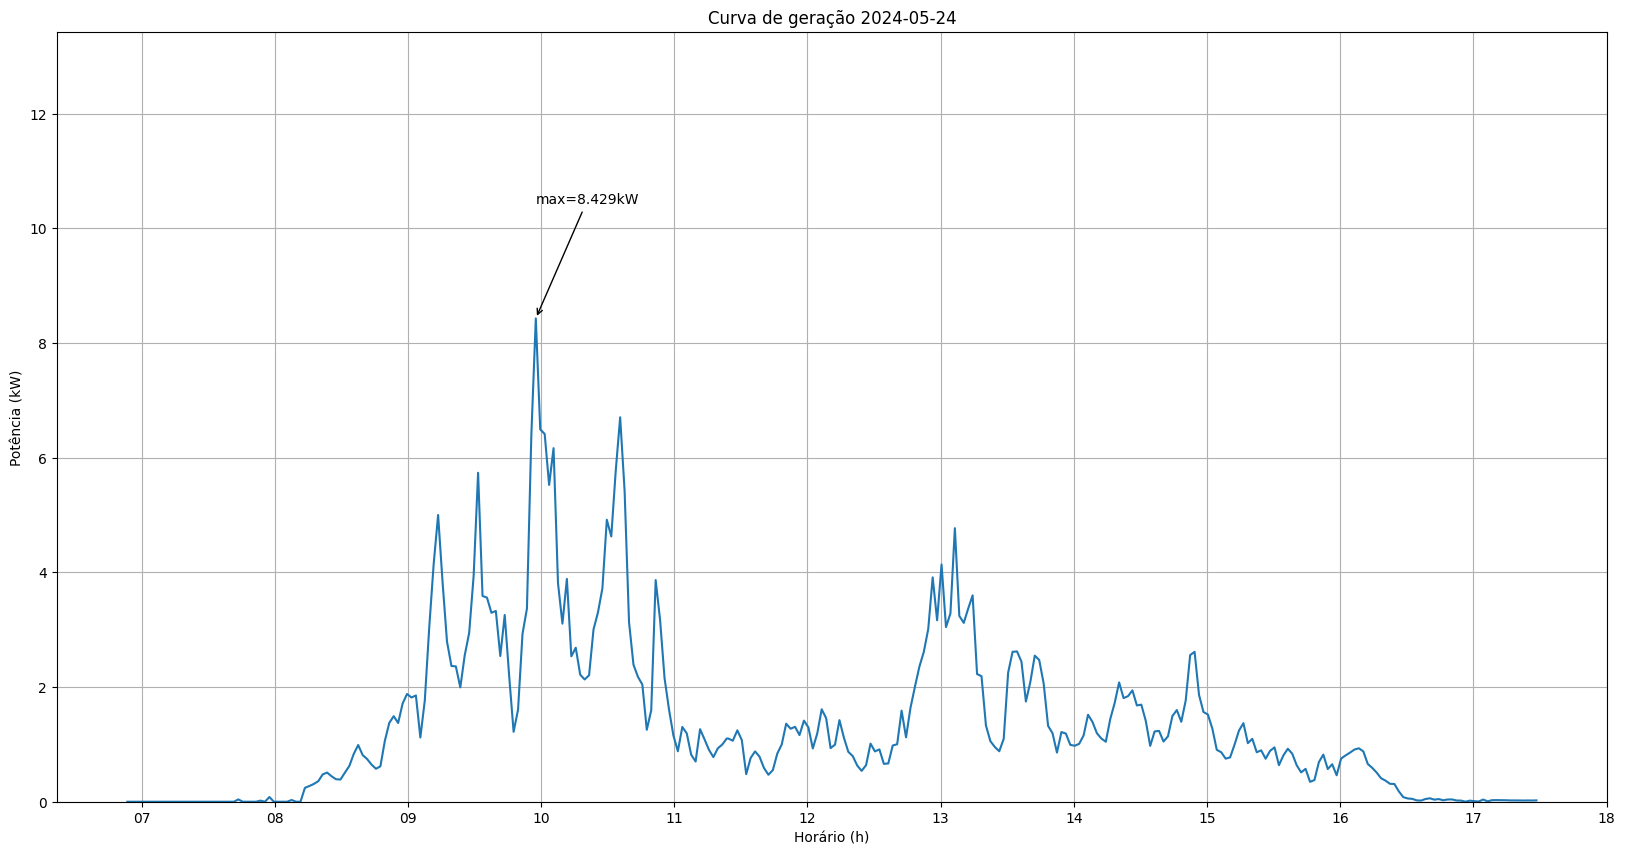 Curva de geração 2024-05-24
Potência (kW)
12
10
8
6
4
2
0
max=8.429kW
07 08 09 10 11 12 13 14 15 16 17 18
Horário (h)